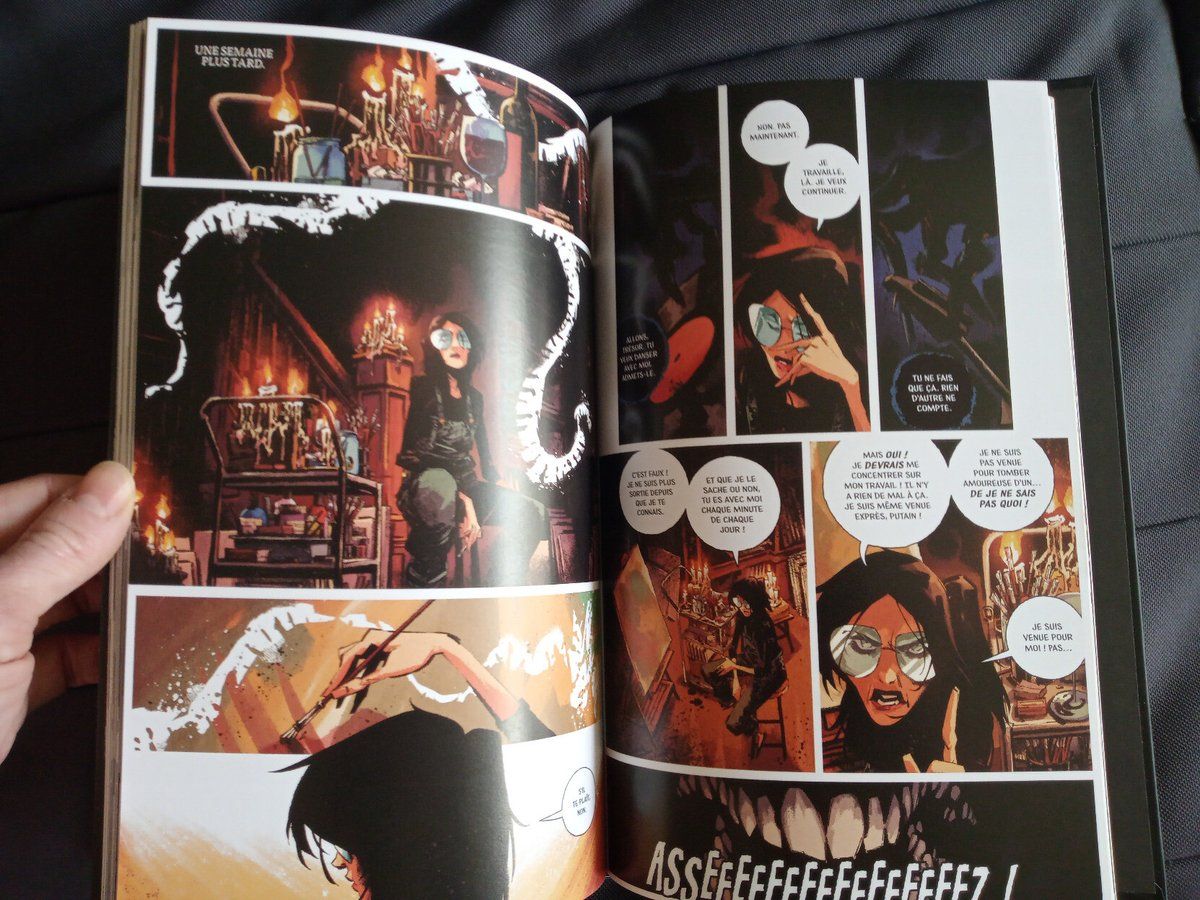 UNE SEMAINE
PLUS TARD.
S'IL
TE PLAÎT,
NON.
ALLONS,
TRÉSOR. TU
VEUX DANSER
AVEC MOI,
ADMETS-LE.
NON. PAS
MAINTENANT.
JE
TRAVAILLE,
LÀ. JE VEUX
CONTINUER.
TU NE FAIS
QUE ÇA. RIEN
D'AUTRE NE
COMPTE.
C'EST FAUX !
JE NE SUIS PLUS
SORTIE DEPUIS
QUE JE TE
CONNAIS.
ET QUE JE LE
SACHE OU NON,
TU ES AVEC MOI
CHAQUE MINUTE
DE CHAQUE
JOUR !
MAIS OUI !
JE DEVRAIS ME
CONCENTRER SUR
MON TRAVAIL ! IL N'Y
A RIEN DE MAL À ÇA.
JE SUIS MÊME VENUE
EXPRÈS, PUTAIN !
JE NE SUIS
PAS VENUE
POUR TOMBER
AMOUREUSE D'UN...
DE JE NE SAIS
PAS QUOI !
JE SUIS
VENUE POUR
MOI ! PAS...
ASSEEEEEEEEEEEEEEEZ !